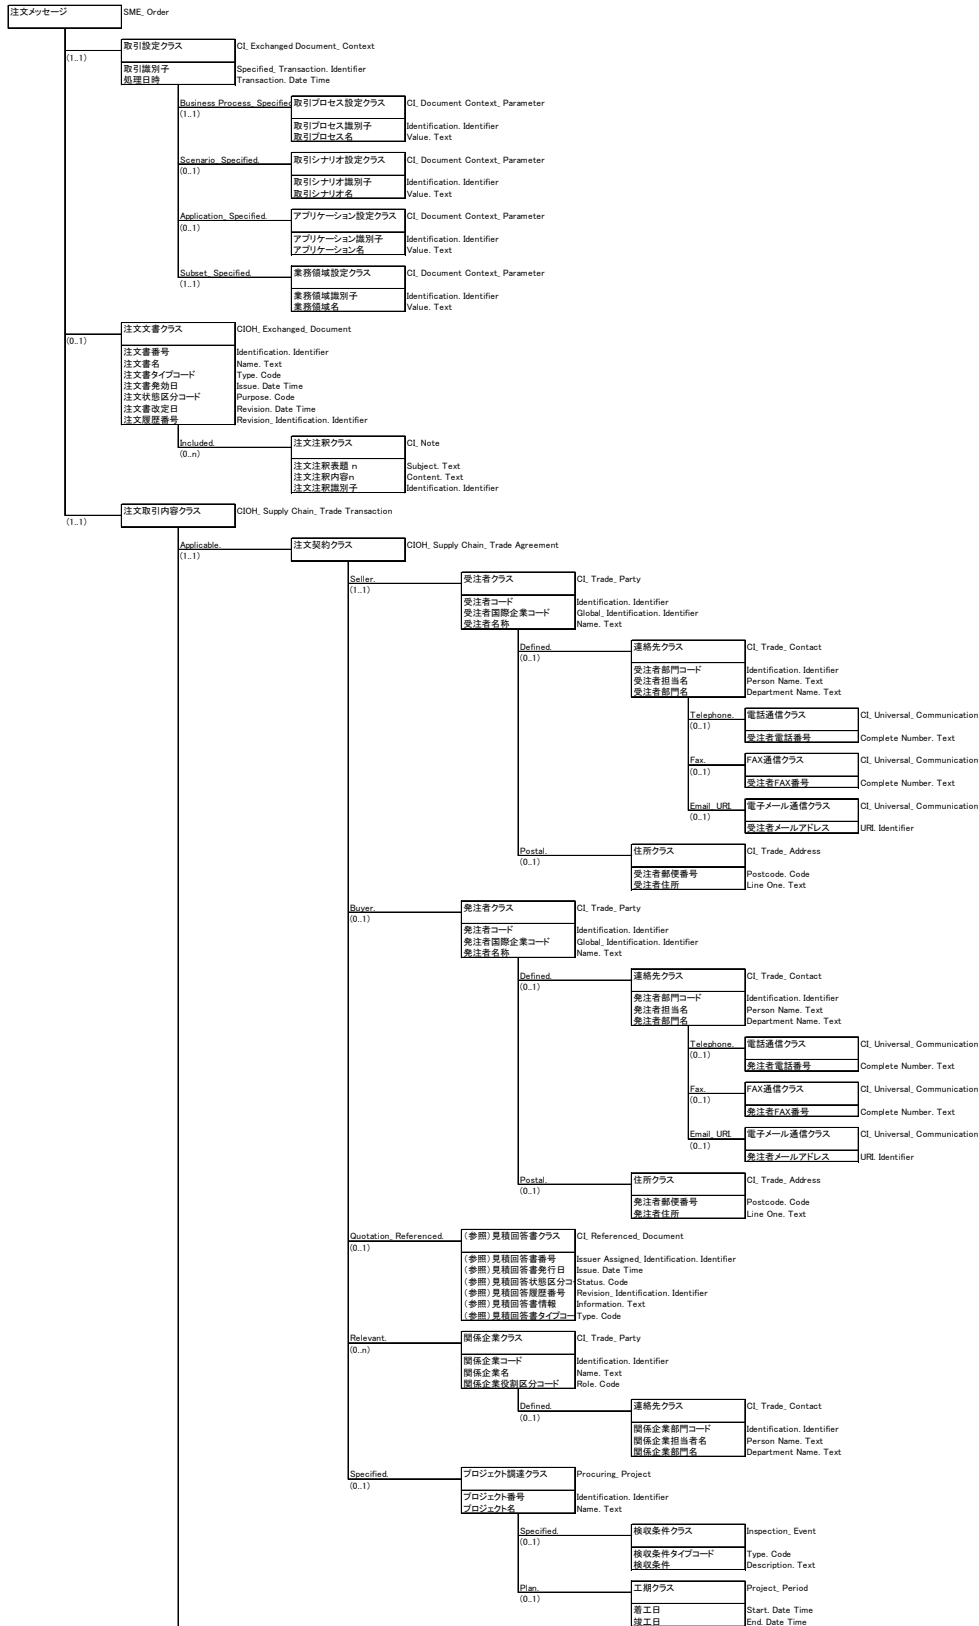 注文メッセージ SME_ Order
取引設定クラス CI_ Exchanged Document_ Context
(1..1)
取引識別子 Specified_ Transaction. Identifier
処理日時 Transaction. Date Time
Business Process_ Specified 取引プロセス設定クラス CI_ Document Context_ Parameter
(1..1)
取引プロセス識別子 Identification. Identifier
取引プロセス名 Value. Text
Scenario_ Specified. 取引シナリオ設定クラス CI_ Document Context_ Parameter
(0..1)
取引シナリオ識別子 Identification. Identifier
取引シナリオ名 Value. Text
Application_ Specified. アプリケーション設定クラス CI_ Document Context_ Parameter
(0..1)
アプリケーション識別子 Identification. Identifier
アプリケーション名 Value. Text
Subset_ Specified. 業務領域設定クラス CI_ Document Context_ Parameter
(1..1)
業務領域識別子 Identification. Identifier
業務領域名 Value. Text
注文文書クラス CIOH_ Exchanged_ Document
(0..1)
注文書番号 Identification. Identifier
注文書名 Name. Text
注文書タイプコード Type. Code
注文書発効日 Issue. Date Time
注文状態区分コード Purpose. Code
注文書改定日 Revision. Date Time
注文履歴番号 Revision_ Identification. Identifier
Included. 注文注釈クラス CI_ Note
(0..n)
注文注釈表題 n Subject. Text
注文注釈内容n Content. Text
注文注釈識別子 Identification. Identifier
注文取引内容クラス CIOH_ Supply Chain_ Trade Transaction
(1..1)
Applicable. 注文契約クラス CIOH_ Supply Chain_ Trade Agreement
(1..1)
Seller. 受注者クラス CI_ Trade_ Party
(1..1)
受注者コード Identification. Identifier
受注者国際企業コード Global_ Identification. Identifier
受注者名称 Name. Text
Defined. 連絡先クラス CI_ Trade_ Contact
(0..1)
受注者部門コード Identification. Identifier
受注者担当名 Person Name. Text
受注者部門名 Department Name. Text
Telephone. 電話通信クラス CI_ Universal_ Communication
(0..1)
受注者電話番号 Complete Number. Text
Fax. FAX通信クラス CI_ Universal_ Communication
(0..1)
受注者FAX番号 Complete Number. Text
Email_ URI. 電子メール通信クラス CI_ Universal_ Communication
(0..1)
受注者メールアドレス URI. Identifier
Postal. 住所クラス CI_ Trade_ Address
(0..1)
受注者郵便番号 Postcode. Code
受注者住所 Line One. Text
Buyer. 発注者クラス CI_ Trade_ Party
(0..1)
発注者コード Identification. Identifier
発注者国際企業コード Global_ Identification. Identifier
発注者名称 Name. Text
Defined. 連絡先クラス CI_ Trade_ Contact
(0..1)
発注者部門コード Identification. Identifier
発注者担当名 Person Name. Text
発注者部門名 Department Name. Text
Telephone. 電話通信クラス CI_ Universal_ Communication
(0..1)
発注者電話番号 Complete Number. Text
Fax. FAX通信クラス CI_ Universal_ Communication
(0..1)
発注者FAX番号 Complete Number. Text
Email_ URI. 電子メール通信クラス CI_ Universal_ Communication
(0..1)
発注者メールアドレス URI. Identifier
Postal. 住所クラス CI_ Trade_ Address
(0..1)
発注者郵便番号 Postcode. Code
発注者住所 Line One. Text
Quotation_ Referenced. (参照)見積回答書クラス CI_ Referenced_ Document
(0..1)
(参照)見積回答書番号 Issuer Assigned_ Identification. Identifier
(参照)見積回答書発行日 Issue. Date Time
(参照)見積回答状態区分コ Status. Code
(参照)見積回答履歴番号 Revision_ Identification. Identifier
(参照)見積回答書情報 Information. Text
(参照)見積回答書タイプコー Type. Code
Relevant. 関係企業クラス CI_ Trade_ Party
(0..n)
関係企業コード Identification. Identifier
関係企業名 Name. Text
関係企業役割区分コード Role. Code
Defined. 連絡先クラス CI_ Trade_ Contact
(0..1)
関係企業部門コード Identification. Identifier
関係企業担当者名 Person Name. Text
関係企業部門名 Department Name. Text
Specified. プロジェクト調達クラス Procuring_ Project
(0..1)
プロジェクト番号 Identification. Identifier
プロジェクト名 Name. Text
Specified. 検収条件クラス Inspection_ Event
(0..1)
検収条件タイプコード Type. Code
検収条件 Description. Text
Plan. 工期クラス Project_ Period
(0..1)
着工日 Start. Date Time
竣工日 End. Date Time